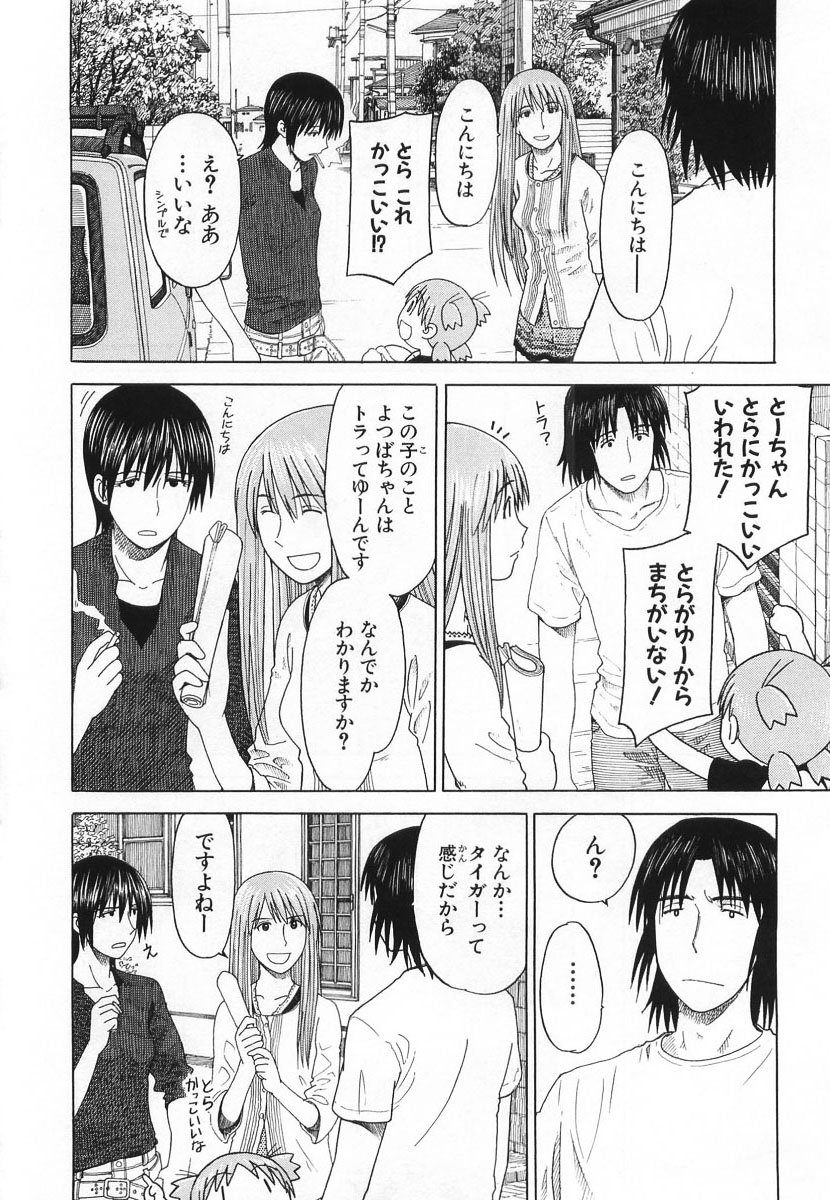 こんにちはー
こんにちは
とら これ
かっこいい!?
え? ああ
…いいな
シンプルで
とーちゃん
とらにかっこいい
いわれた!
トラ?
とらがゆーから
まちがいない!
この子のこと
よつばちゃんは
トラってゆーんです
なんでか
わかりますか?
こんにちは
ん?
……
なんか…
タイガーって
感じだから
ですよねー
え
とら
かっこいいな